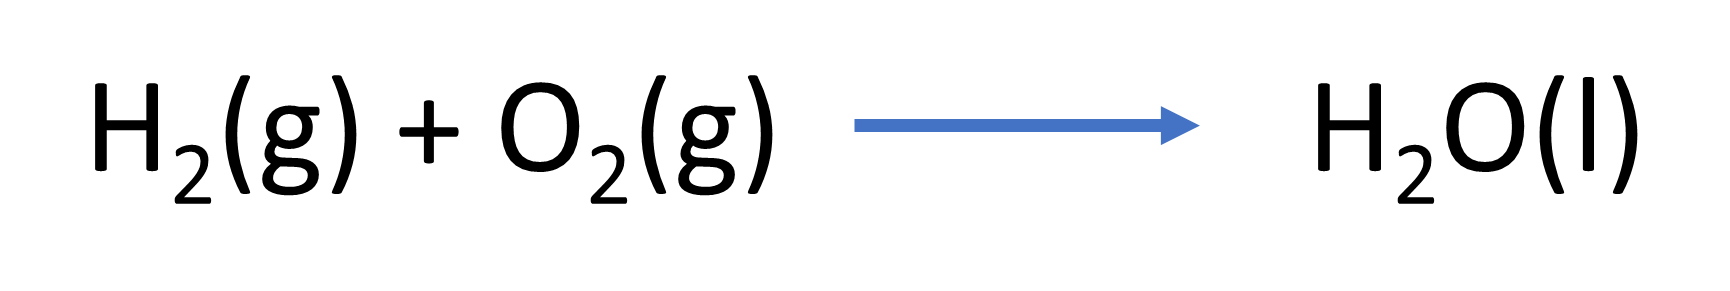 H₂(g) + O₂(g) → H₂O(l)